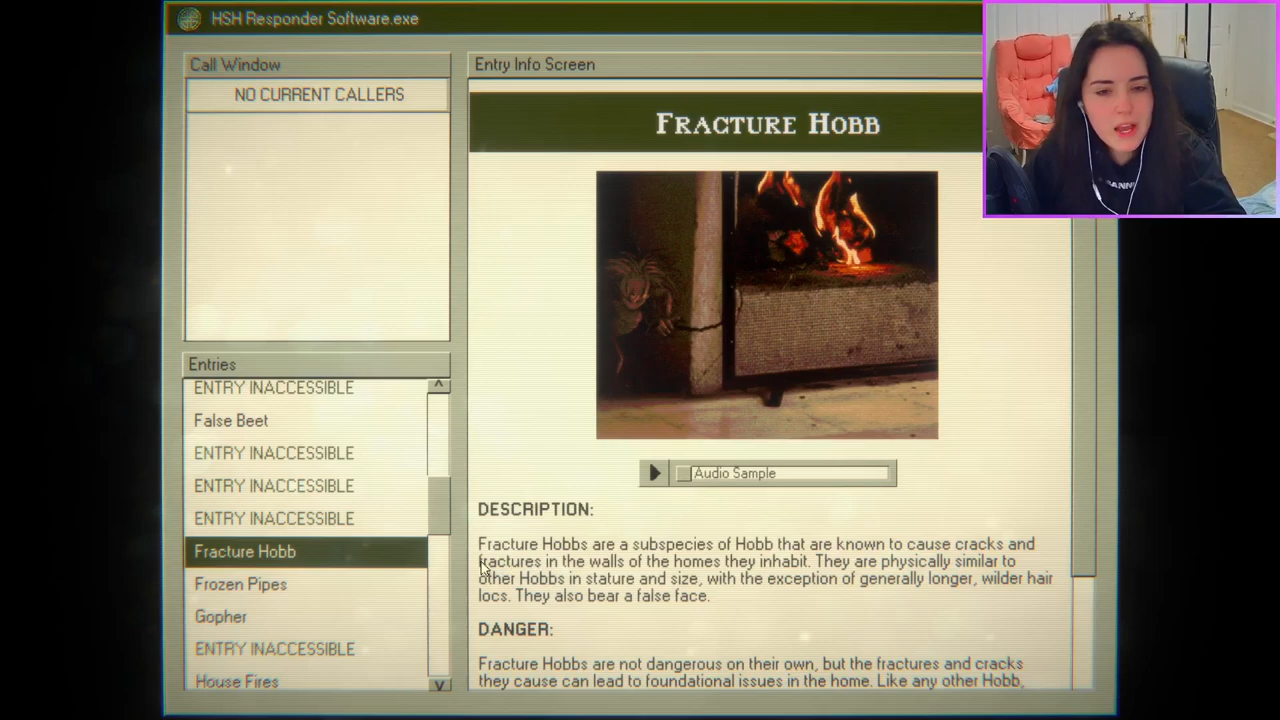 HSH Responder Software.exe
Call Window
NO CURRENT CALLERS
Entries
ENTRY INACCESSIBLE
False Beet
ENTRY INACCESSIBLE
ENTRY INACCESSIBLE
ENTRY INACCESSIBLE
Fracture Hobb
Frozen Pipes
Gopher
ENTRY INACCESSIBLE
House Fires
Entry Info Screen
Fracture Hobb
Audio Sample
DESCRIPTION:
Fracture Hobbs are a subspecies of Hobb that are known to cause cracks and
fractures in the walls of the homes they inhabit. They are physically similar to
other Hobbs in stature and size, with the exception of generally longer, wilder hair
locs. They also bear a false face.
DANGER:
Fracture Hobbs are not dangerous on their own, but the fractures and cracks
they cause can lead to foundational issues in the home. Like any other Hobb,